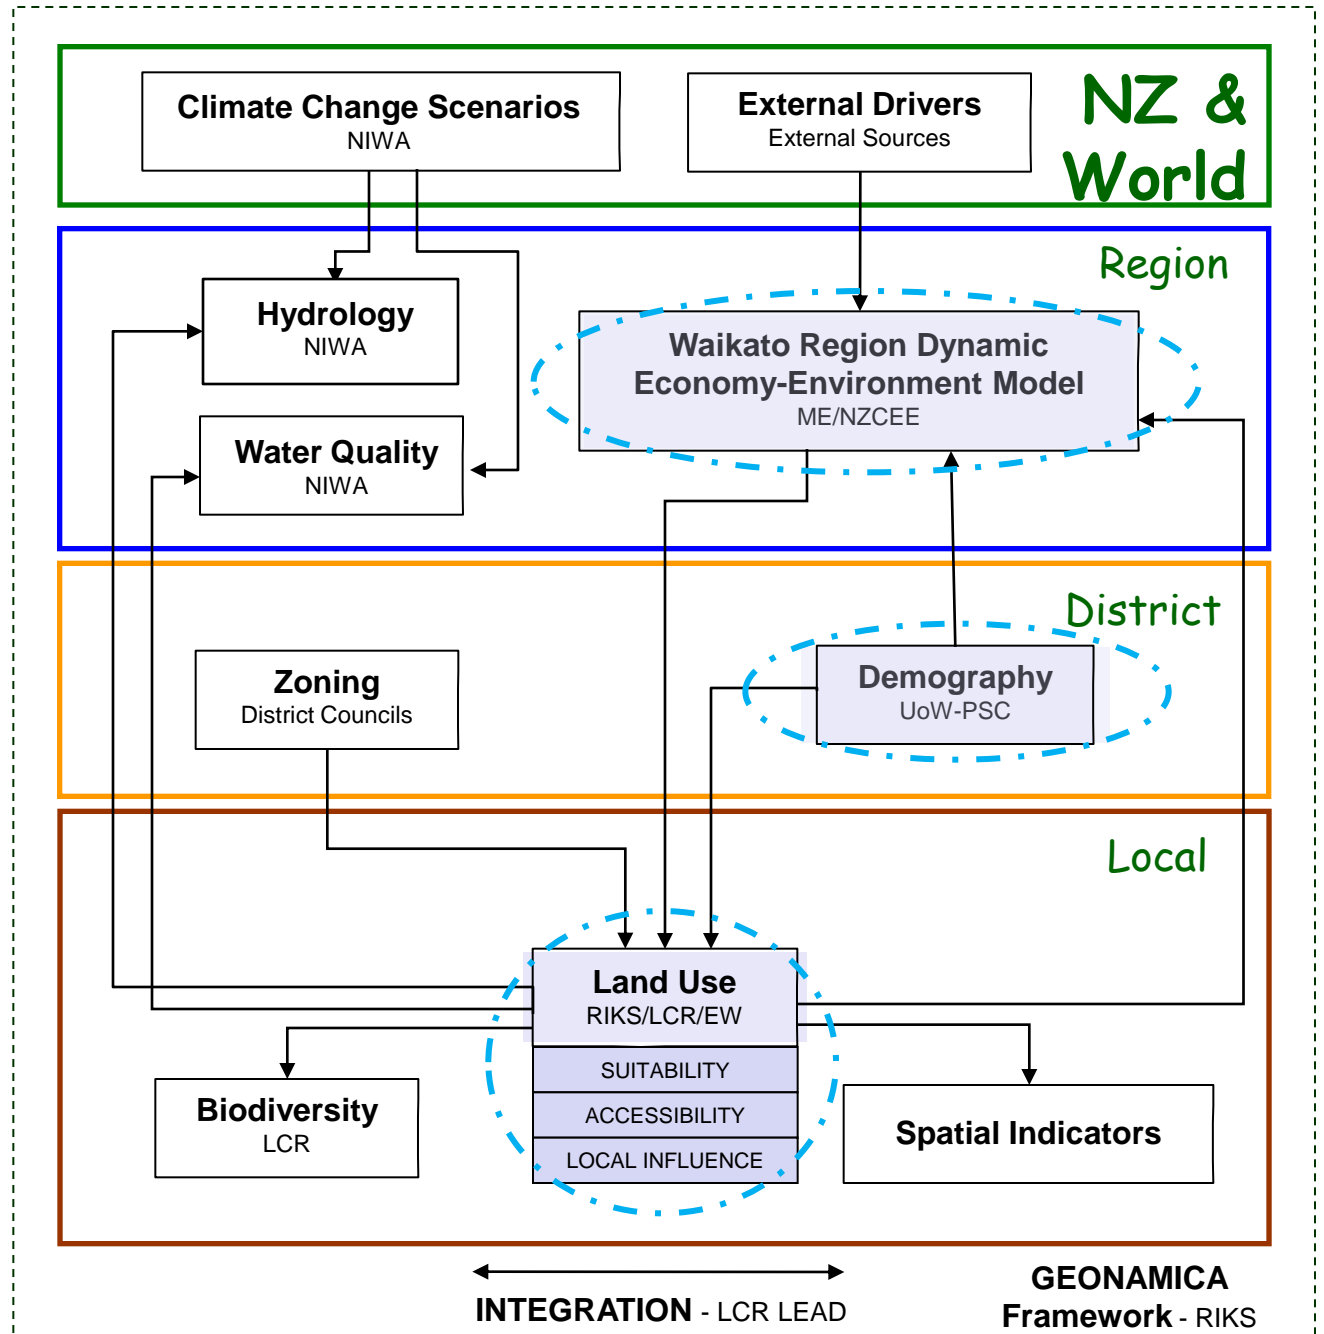 Climate Change Scenarios
NIWA
External Drivers
External Sources
NZ &
World
Region
Hydrology
NIWA
Waikato Region Dynamic
Economy-Environment Model
ME/NZCEE
Water Quality
NIWA
District
Zoning
District Councils
Demography
UoW-PSC
Local
Land Use
RIKS/LCR/EW
SUITABILITY
ACCESSIBILITY
LOCAL INFLUENCE
Biodiversity
LCR
Spatial Indicators
INTEGRATION - LCR LEAD
GEONAMICA
Framework - RIKS